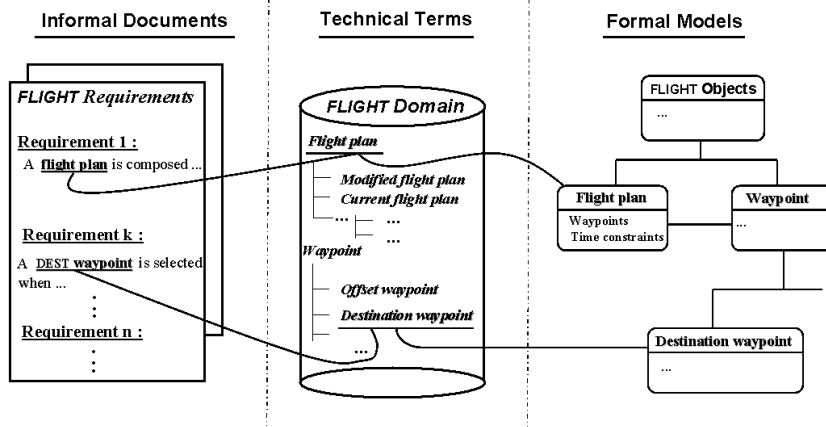 Informal Documents
FLIGHT Requirements
Requirement 1 :
A flight plan is composed ...
Requirement k :
A DEST waypoint is selected
when ...
Requirement n :
Technical Terms
FLIGHT Domain
Flight plan
Modified flight plan
Current flight plan
... ...
...
Waypoint
Offset waypoint
Destination waypoint
...
Formal Models
FLIGHT Objects
...
Flight plan
Waypoints
Time constraints
Waypoint
...
Destination waypoint
...